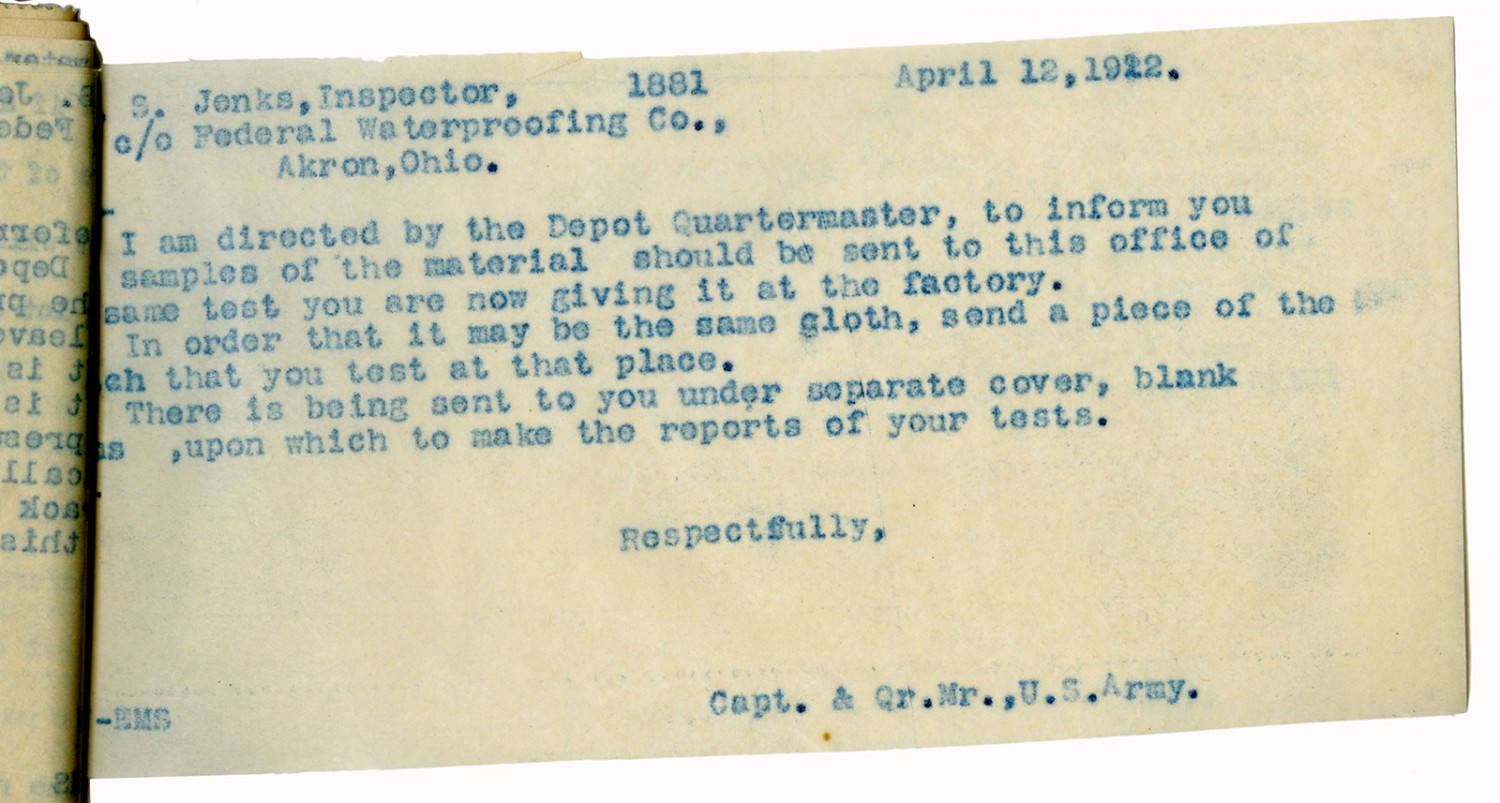 S. Jenks,Inspector, 1881 April 12,1912.
c/o Federal Waterproofing Co.,
Akron,Ohio.
I am directed by the Depot Quartermaster, to inform you
samples of the material should be sent to this office of
same test you are now giving it at the factory.
In order that it may be the same gloth, send a piece of the
ch that you test at that place.
There is being sent to you under separate cover, blank
ms ,upon which to make the reports of your tests.
Respectfully,
Capt. & Qr.Mr.,U.S.Army.
-EMS